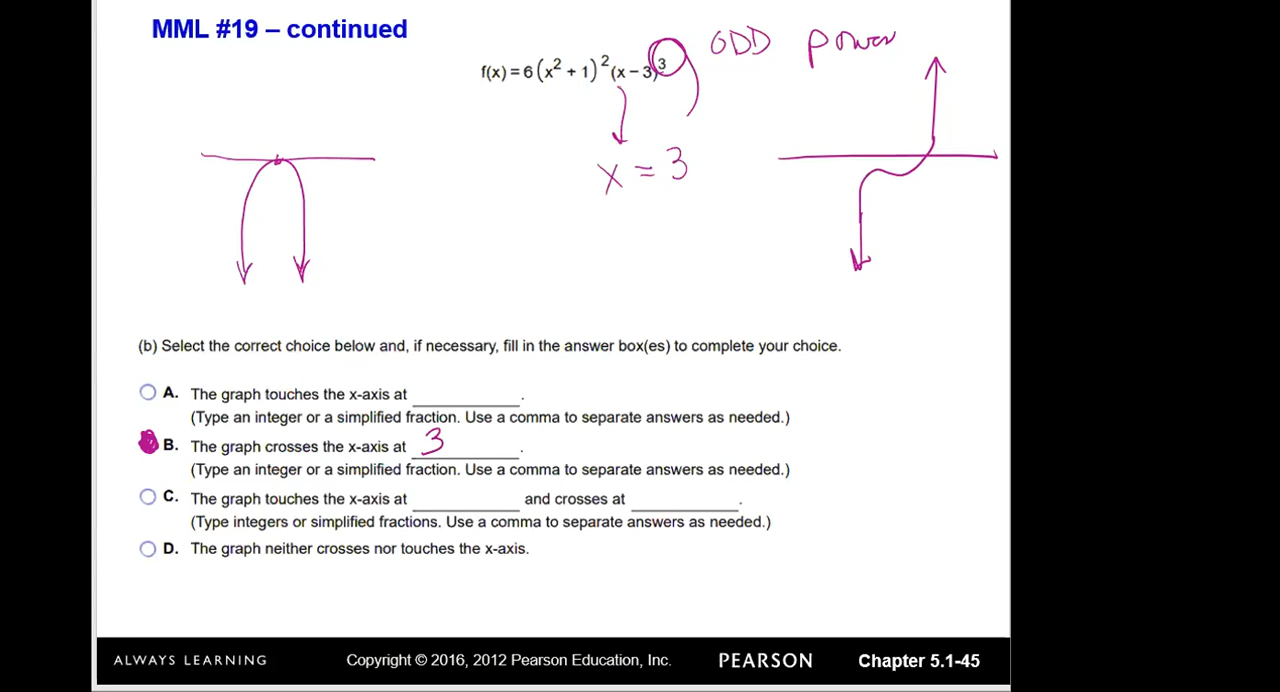 MML #19 – continued
ODD power
f(x) = 6(x² + 1)²(x – 3)³
x = 3
(b) Select the correct choice below and, if necessary, fill in the answer box(es) to complete your choice.
A. The graph touches the x-axis at ___________.
(Type an integer or a simplified fraction. Use a comma to separate answers as needed.)
B. The graph crosses the x-axis at 3.
(Type an integer or a simplified fraction. Use a comma to separate answers as needed.)
C. The graph touches the x-axis at ___________ and crosses at ___________.
(Type integers or simplified fractions. Use a comma to separate answers as needed.)
D. The graph neither crosses nor touches the x-axis.
ALWAYS LEARNING Copyright © 2016, 2012 Pearson Education, Inc. PEARSON Chapter 5.1-45